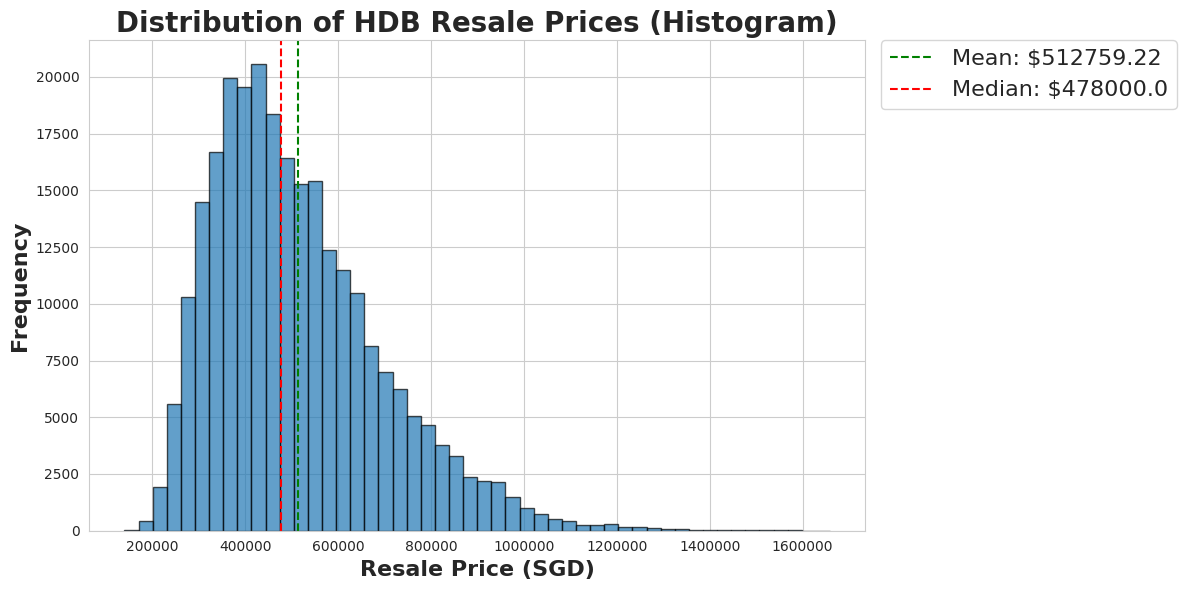 Distribution of HDB Resale Prices (Histogram)
Mean: $512759.22
Median: $478000.0
Frequency
20000
17500
15000
12500
10000
7500
5000
2500
0
200000 400000 600000 800000 1000000 1200000 1400000 1600000
Resale Price (SGD)